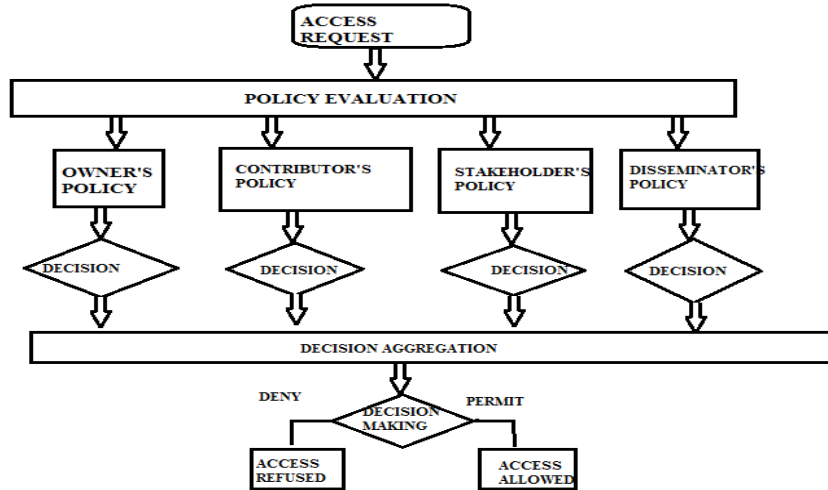 ACCESS
REQUEST
POLICY EVALUATION
OWNER'S
POLICY
CONTRIBUTOR'S
POLICY
STAKEHOLDER'S
POLICY
DISSEMINATOR'S
POLICY
DECISION
DECISION
DECISION
DECISION
DECISION AGGREGATION
DENY
PERMIT
DECISION
MAKING
ACCESS
REFUSED
ACCESS
ALLOWED